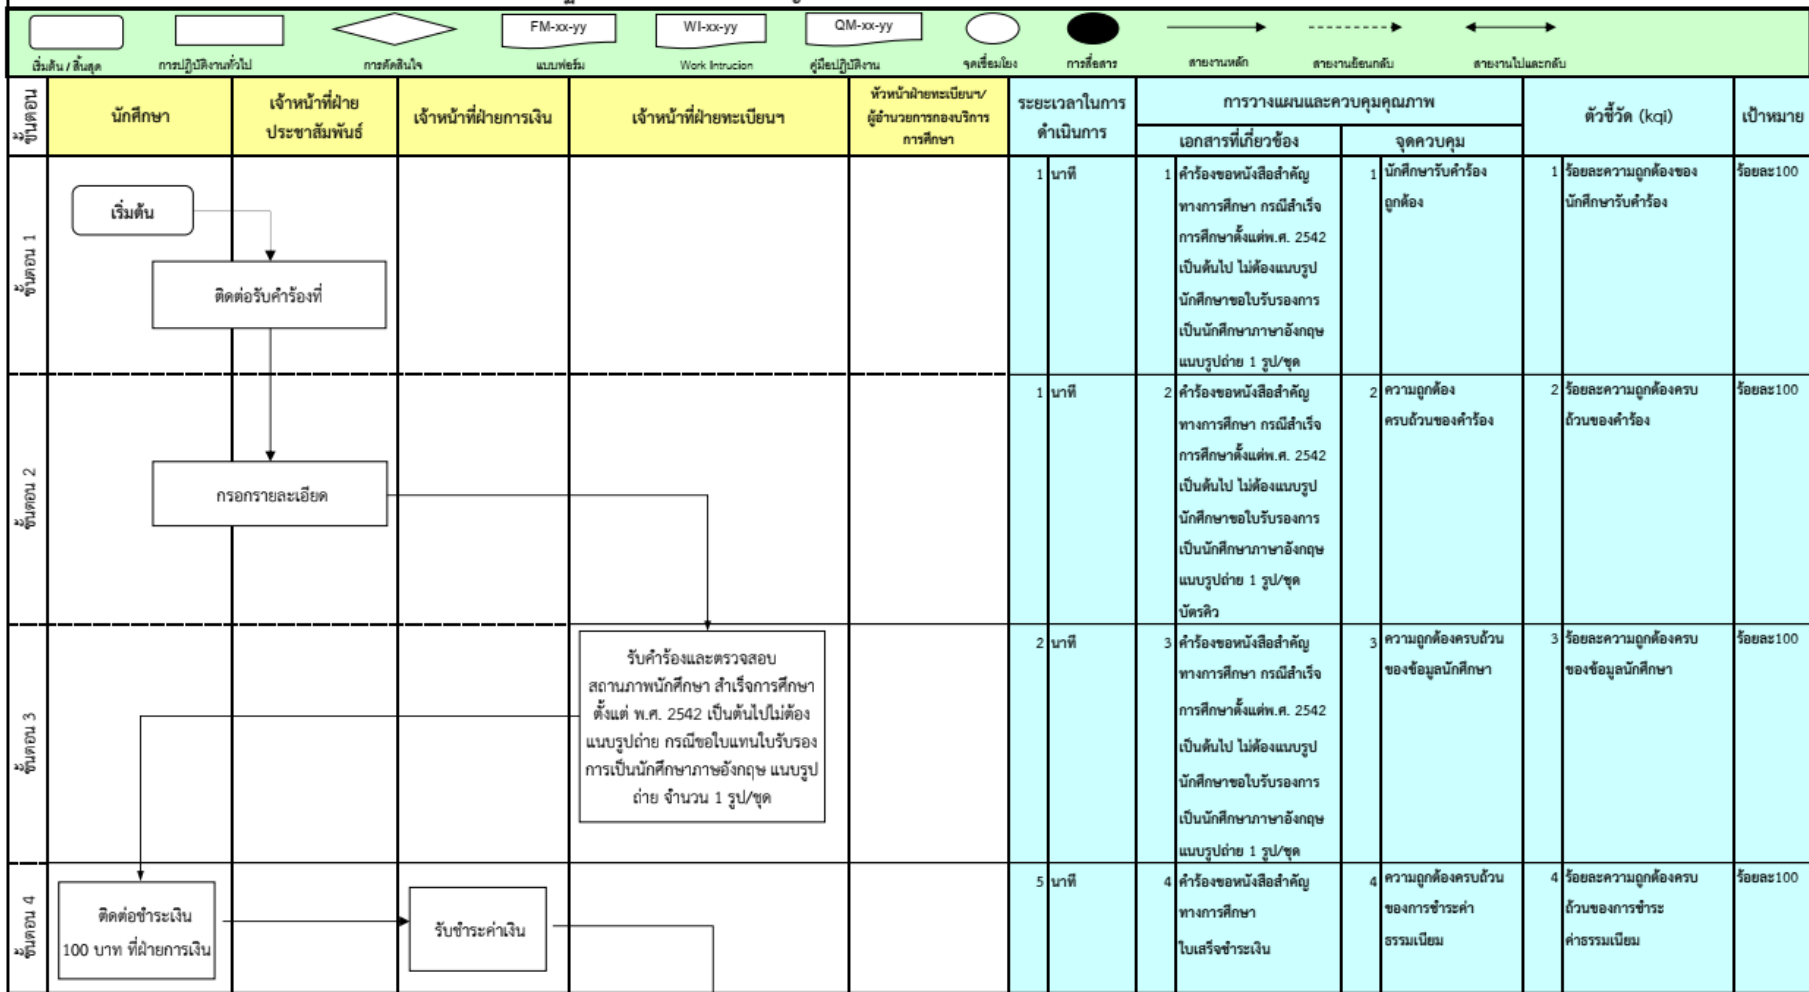 FM-xx-yy
WI-xx-yy
QM-xx-yy
เริ่มต้น / สิ้นสุด
การปฏิบัติงานทั่วไป
การตัดสินใจ
แบบฟอร์ม
Work Intrucion
คู่มือปฏิบัติงาน
จุดเชื่อมโยง
การสื่อสาร
สายงานหลัก
สายงานย้อนกลับ
สายงานไปและกลับ
ขั้นตอน
นักศึกษา
เจ้าหน้าที่ฝ่าย
ประชาสัมพันธ์
เจ้าหน้าที่ฝ่ายการเงิน
เจ้าหน้าที่ฝ่ายทะเบียนฯ
หัวหน้าฝ่ายทะเบียนฯ/
ผู้อำนวยการกองบริการ
การศึกษา
ระยะเวลาในการ
ดำเนินการ
การวางแผนและควบคุมคุณภาพ
เอกสารที่เกี่ยวข้อง
จุดควบคุม
ตัวชี้วัด (kqi)
เป้าหมาย
ขั้นตอน 1
เริ่มต้น
ติดต่อรับคำร้องที่
1 นาที
1 คำร้องขอหนังสือสำคัญ
ทางการศึกษา กรณีสำเร็จ
การศึกษาตั้งแต่พ.ศ. 2542
เป็นต้นไป ไม่ต้องแนบรูป
นักศึกษาขอใบรับรองการ
เป็นนักศึกษาภาษาอังกฤษ
แนบรูปถ่าย 1 รูป/ชุด
1 นักศึกษารับคำร้อง
ถูกต้อง
1 ร้อยละความถูกต้องของ
นักศึกษารับคำร้อง
ร้อยละ100
ขั้นตอน 2
กรอกรายละเอียด
1 นาที
2 คำร้องขอหนังสือสำคัญ
ทางการศึกษา กรณีสำเร็จ
การศึกษาตั้งแต่พ.ศ. 2542
เป็นต้นไป ไม่ต้องแนบรูป
นักศึกษาขอใบรับรองการ
เป็นนักศึกษาภาษาอังกฤษ
แนบรูปถ่าย 1 รูป/ชุด
บัตรคิว
2 ความถูกต้อง
ครบถ้วนของคำร้อง
2 ร้อยละความถูกต้องครบ
ถ้วนของคำร้อง
ร้อยละ100
ขั้นตอน 3
รับคำร้องและตรวจสอบ
สถานภาพนักศึกษา สำเร็จการศึกษา
ตั้งแต่ พ.ศ. 2542 เป็นต้นไปไม่ต้อง
แนบรูปถ่าย กรณีขอใบแทนใบรับรอง
การเป็นนักศึกษาภาษอังกฤษ แนบรูป
ถ่าย จำนวน 1 รูป/ชุด
2 นาที
3 คำร้องขอหนังสือสำคัญ
ทางการศึกษา กรณีสำเร็จ
การศึกษาตั้งแต่พ.ศ. 2542
เป็นต้นไป ไม่ต้องแนบรูป
นักศึกษาขอใบรับรองการ
เป็นนักศึกษาภาษาอังกฤษ
แนบรูปถ่าย 1 รูป/ชุด
3 ความถูกต้องครบถ้วน
ของข้อมูลนักศึกษา
3 ร้อยละความถูกต้องครบ
ของข้อมูลนักศึกษา
ร้อยละ100
ขั้นตอน 4
ติดต่อชำระเงิน
100 บาท ที่ฝ่ายการเงิน
รับชำระค่าเงิน
5 นาที
4 คำร้องขอหนังสือสำคัญ
ทางการศึกษา
ใบเสร็จชำระเงิน
4 ความถูกต้องครบถ้วน
ของการชำระค่า
ธรรมเนียม
4 ร้อยละความถูกต้องครบ
ถ้วนของการชำระ
ค่าธรรมเนียม
ร้อยละ100